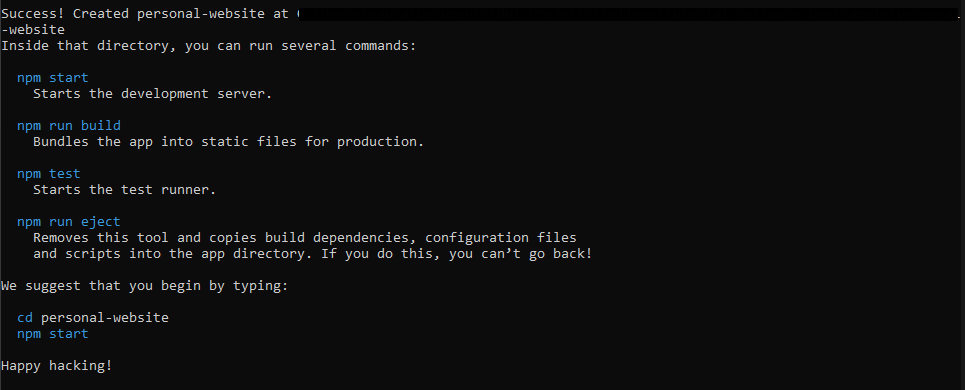 Success! Created personal-website at
-website
Inside that directory, you can run several commands:
npm start
Starts the development server.
npm run build
Bundles the app into static files for production.
npm test
Starts the test runner.
npm run eject
Removes this tool and copies build dependencies, configuration files
and scripts into the app directory. If you do this, you can’t go back!
We suggest that you begin by typing:
cd personal-website
npm start
Happy hacking!